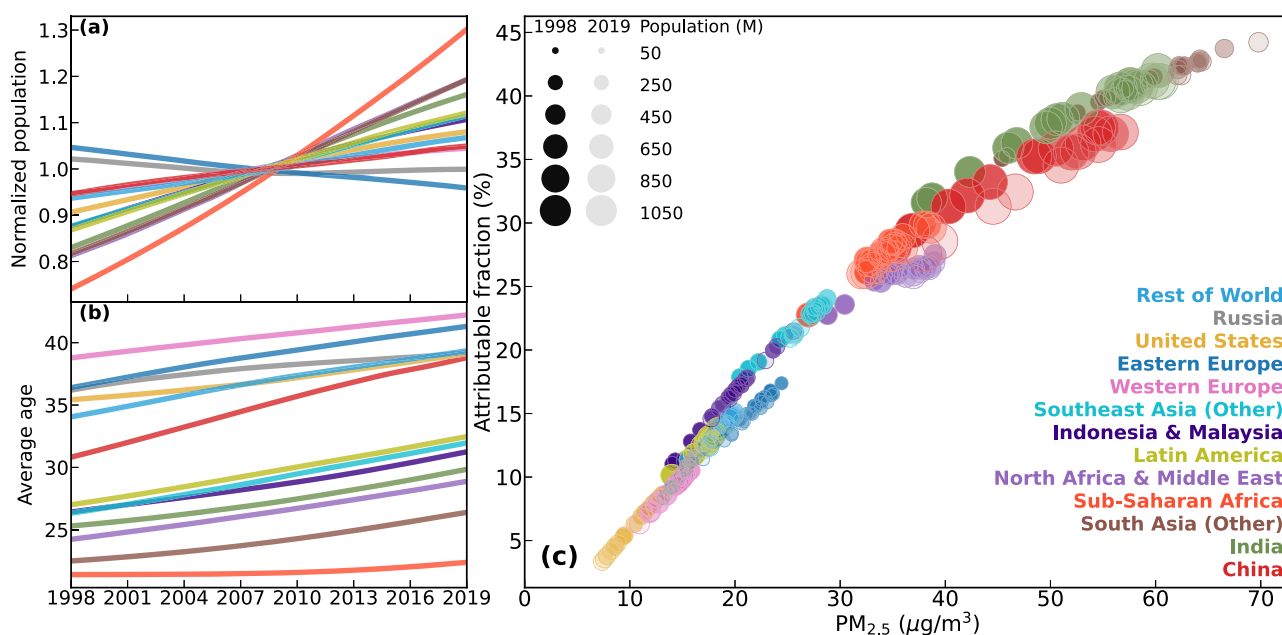 (a)
Normalized population
1.3
1.2
1.1
1.0
0.9
0.8
(b)
Average age
40
35
30
25
1998 2001 2004 2007 2010 2013 2016 2019
(c)
Attributable fraction (%)
45
40
35
30
25
20
15
10
5
0 10 20 30 40 50 60 70
PM2.5 (μg/m³)
1998 2019 Population (M)
50
250
450
650
850
1050
Rest of World
Russia
United States
Eastern Europe
Western Europe
Southeast Asia (Other)
Indonesia & Malaysia
Latin America
North Africa & Middle East
Sub-Saharan Africa
South Asia (Other)
India
China